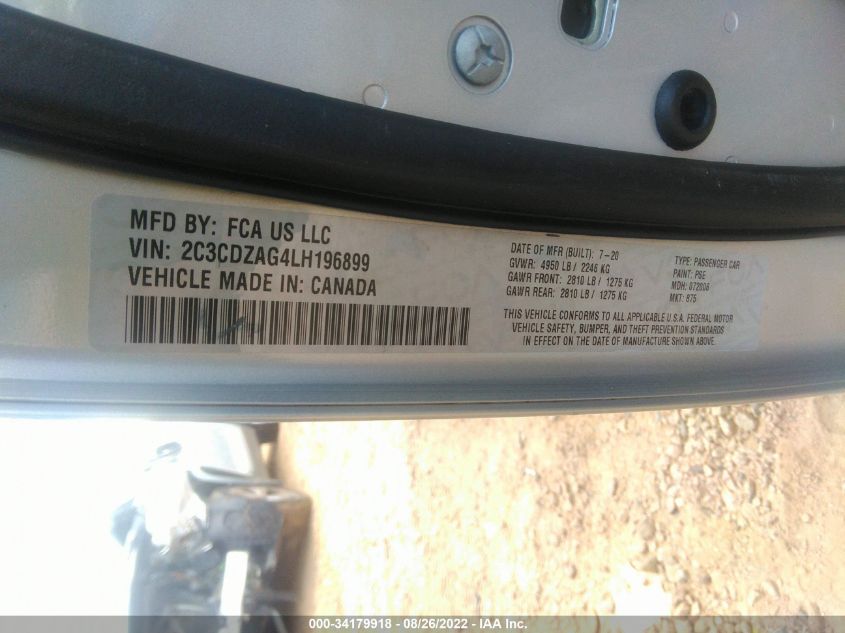 MFD BY: FCA US LLC
VIN: 2C3CDZAG4LH196899
VEHICLE MADE IN: CANADA
DATE OF MFR (BUILT): 7-20
GVWR: 4950 LB / 2246 KG
GAWR FRONT: 2810 LB / 1275 KG
GAWR REAR: 2810 LB / 1275 KG
TYPE: PASSENGER CAR
PAINT: PSE
MDH: 072808
MKT: 875
THIS VEHICLE CONFORMS TO ALL APPLICABLE U.S.A. FEDERAL MOTOR
VEHICLE SAFETY, BUMPER, AND THEFT PREVENTION STANDARDS
IN EFFECT ON THE DATE OF MANUFACTURE SHOWN ABOVE.
000-34179918 - 08/26/2022 - IAA Inc.